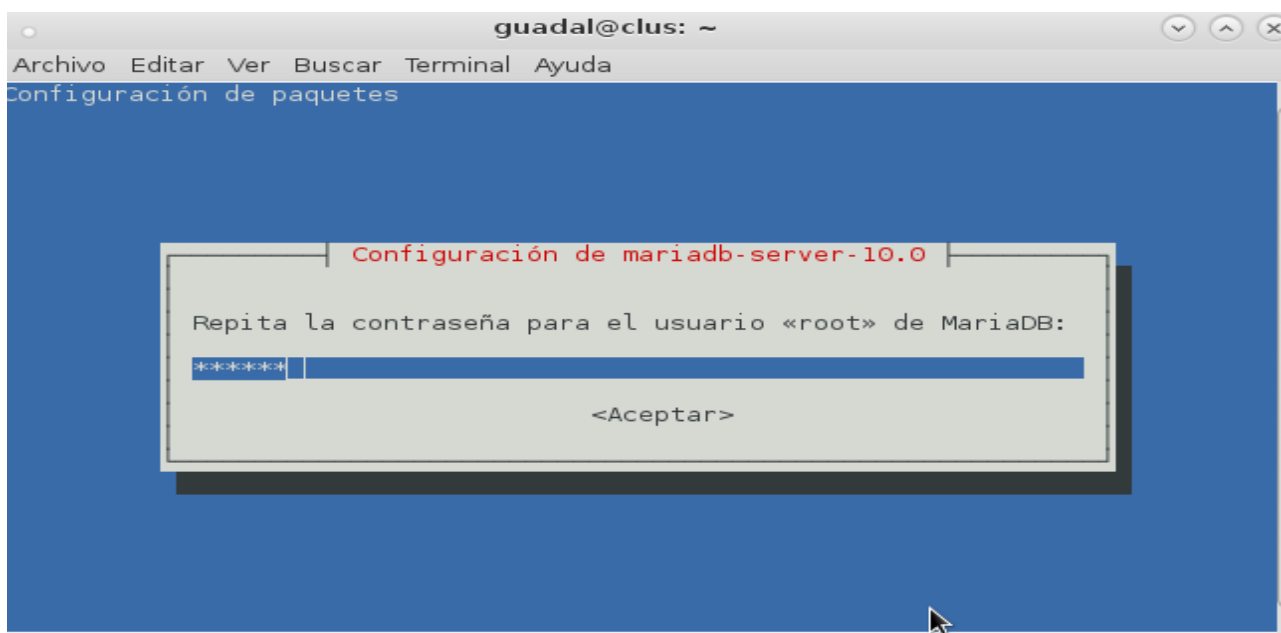 guadal@clus: ~
Archivo Editar Ver Buscar Terminal Ayuda
Configuración de paquetes
Configuración de mariadb-server-10.0
Repita la contraseña para el usuario «root» de MariaDB:
******
<Aceptar>